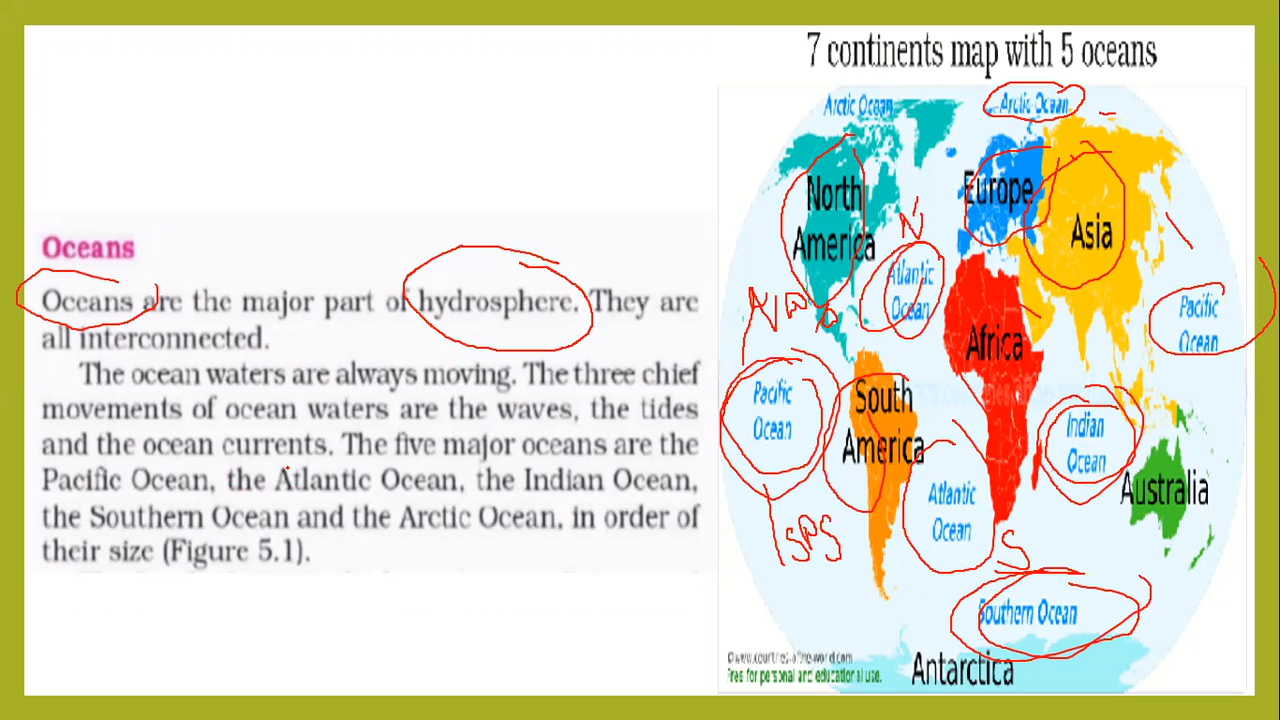 7 continents map with 5 oceans
Oceans
Oceans are the major part of hydrosphere. They are
all interconnected.
The ocean waters are always moving. The three chief
movements of ocean waters are the waves, the tides
and the ocean currents. The five major oceans are the
Pacific Ocean, the Atlantic Ocean, the Indian Ocean,
the Southern Ocean and the Arctic Ocean, in order of
their size (Figure 5.1).
Arctic Ocean
Arctic Ocean
North
America
Europe
Asia
N
Atlantic
Ocean
Pacific
Ocean
Africa
Pacific
Ocean
South
America
Indian
Ocean
Australia
Atlantic
Ocean
S
Southern Ocean
Antarctica
Free for personal and educational use.